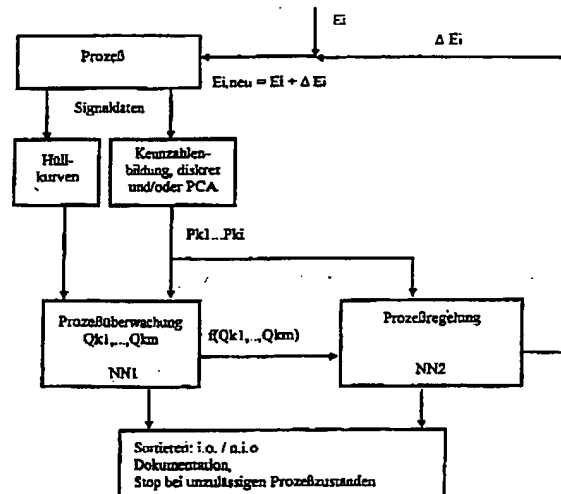 Ei
Δ Ei
Prozeß
Ei,neu = Ei + Δ Ei
Signaldaten
Hüll-
kurven
Kennzahlen-
bildung, diskret
und/oder PCA
Pk1...Pki
Prozeßüberwachung
Qk1,...,Qkm
NN1
f(Qk1,..,Qkm)
Prozeßregelung
NN2
Sortieren: i.o. / n.i.o
Dokumentation,
Stop bei unzulässigen Prozeßzuständen